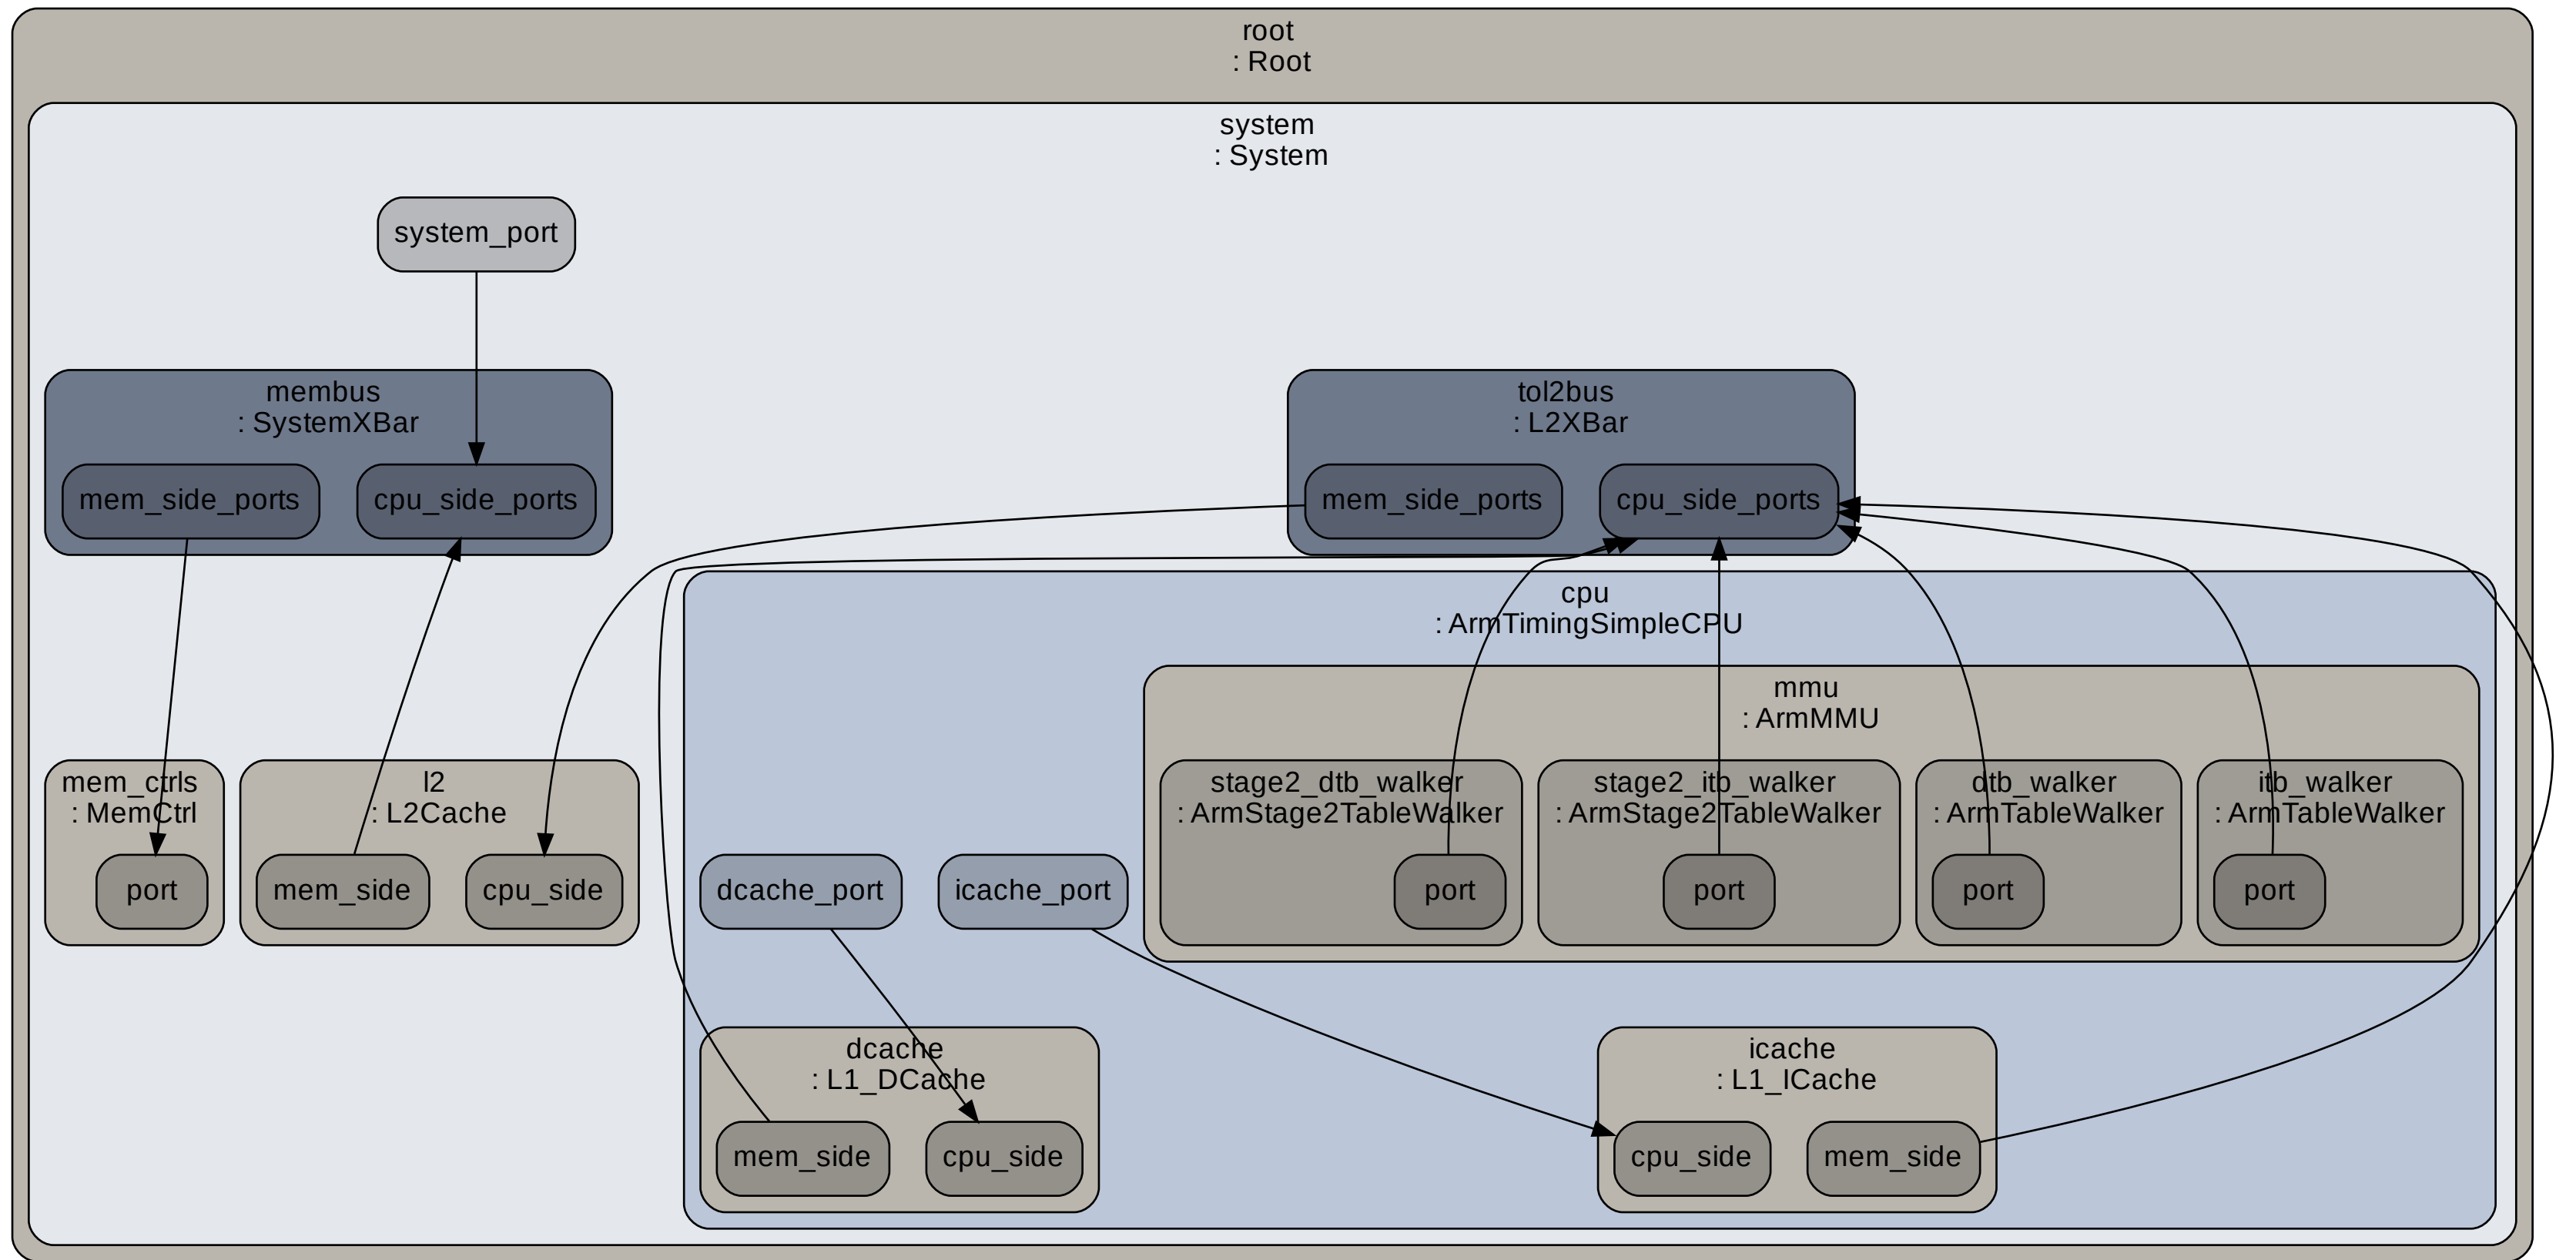 root
: Root
system
: System
system_port
membus
: SystemXBar
mem_side_ports
cpu_side_ports
tol2bus
: L2XBar
mem_side_ports
cpu_side_ports
cpu
: ArmTimingSimpleCPU
mmu
: ArmMMU
mem_ctrls
: MemCtrl
port
l2
: L2Cache
mem_side
cpu_side
dcache_port
icache_port
stage2_dtb_walker
: ArmStage2TableWalker
port
stage2_itb_walker
: ArmStage2TableWalker
port
dtb_walker
: ArmTableWalker
port
itb_walker
: ArmTableWalker
port
dcache
: L1_DCache
mem_side
cpu_side
icache
: L1_ICache
cpu_side
mem_side